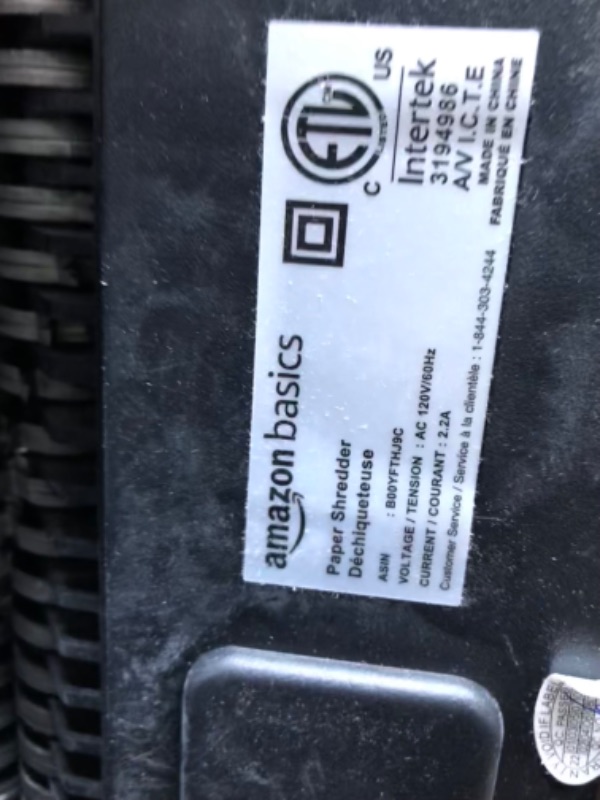 amazon basics
Paper Shredder
Déchiqueteuse
ASIN : B00YFTHJ9C
VOLTAGE / TENSION : AC 120V/60Hz
CURRENT / COURANT : 2.2A
Customer Service / Service à la clientèle : 1-844-303-4244
C ETL US
Intertek
3194986
A/V I.C.T.E
MADE IN CHINA
FABRIQUÉ EN CHINE